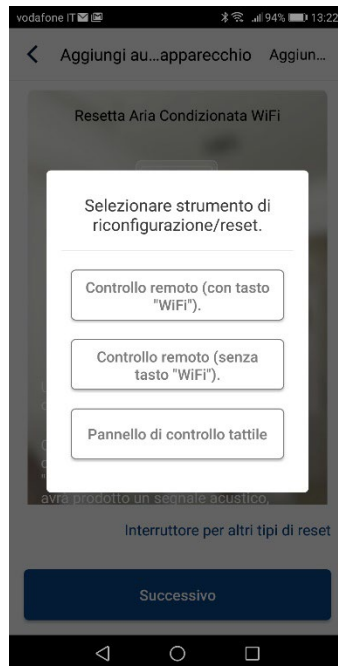 vodafone IT 94% 13:22
Aggiungi au...apparecchio Aggiun...
Resetta Aria Condizionata WiFi
Selezionare strumento di
riconfigurazione/reset.
Controllo remoto (con tasto
"WiFi").
Controllo remoto (senza
tasto "WiFi").
Pannello di controllo tattile
avrà prodotto un segnale acustico,
Interruttore per altri tipi di reset
Successivo